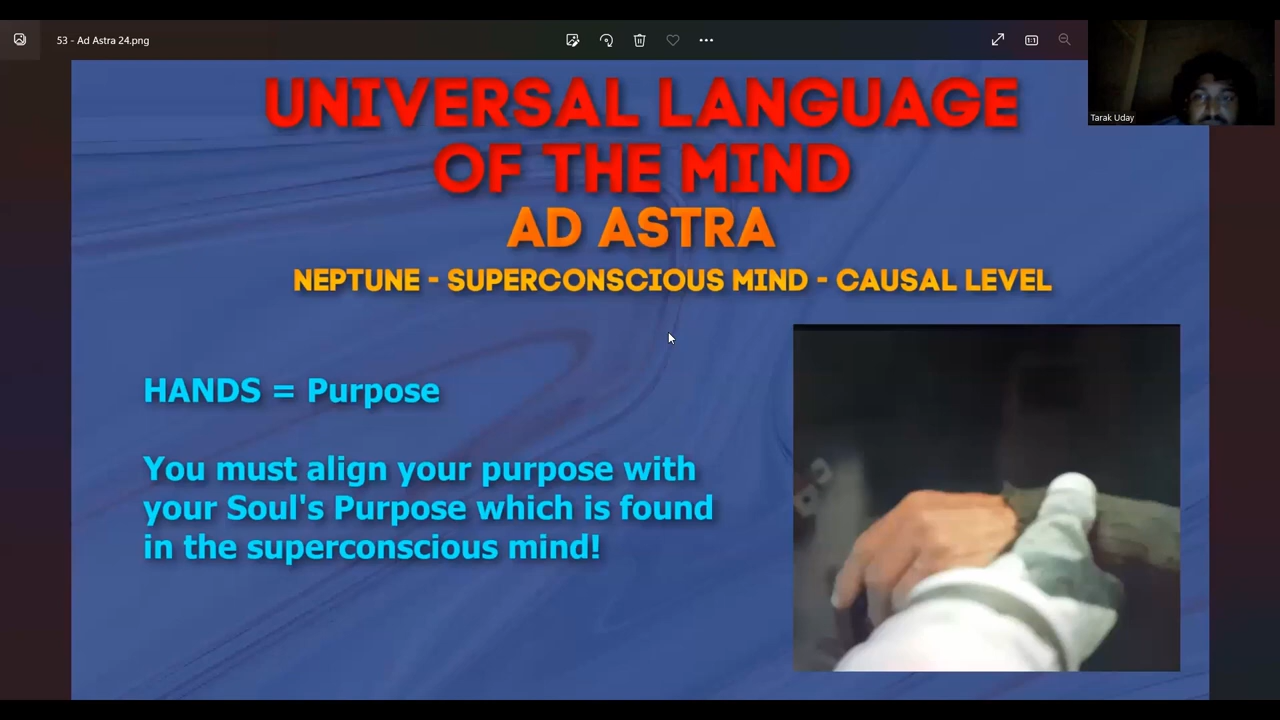 53 - Ad Astra 24.png
Tarak Uday
UNIVERSAL LANGUAGE
OF THE MIND
AD ASTRA
NEPTUNE - SUPERCONSCIOUS MIND - CAUSAL LEVEL
HANDS = Purpose
You must align your purpose with
your Soul's Purpose which is found
in the superconscious mind!